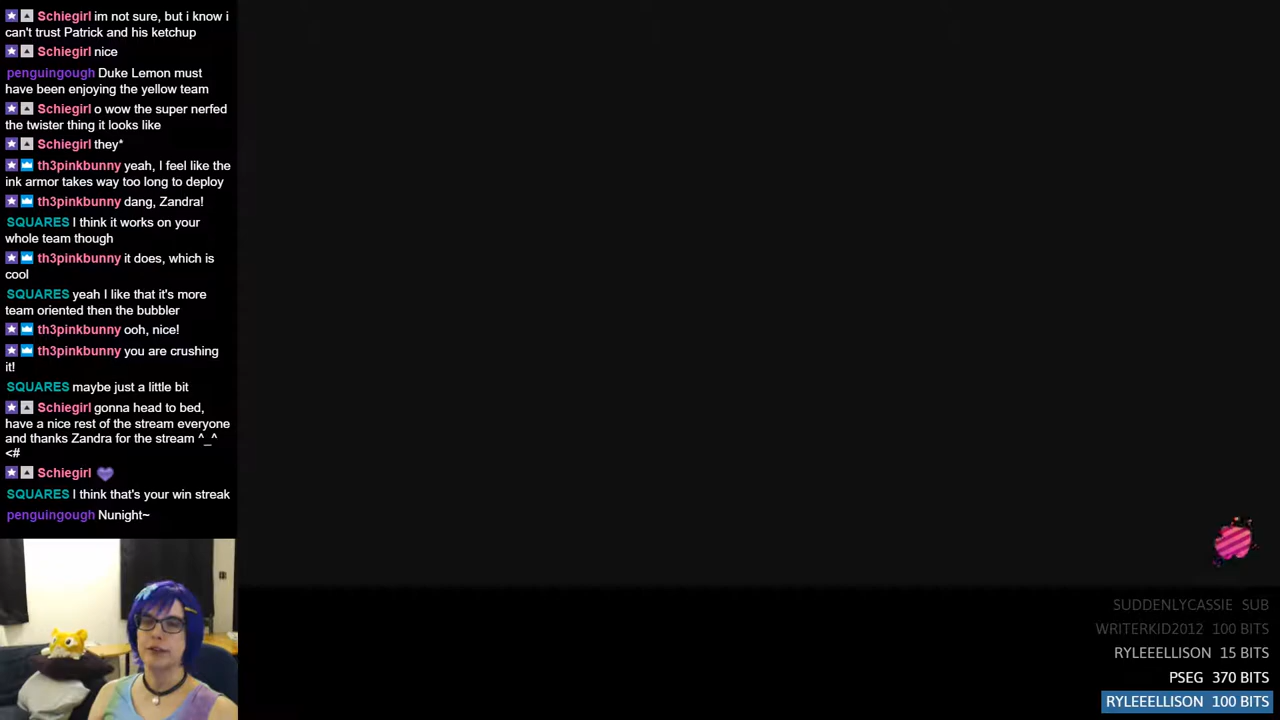 Schiegirl im not sure, but i know i
can't trust Patrick and his ketchup
Schiegirl nice
penguingough Duke Lemon must
have been enjoying the yellow team
Schiegirl o wow the super nerfed
the twister thing it looks like
Schiegirl they*
th3pinkbunny yeah, I feel like the
ink armor takes way too long to deploy
th3pinkbunny dang, Zandra!
SQUARES I think it works on your
whole team though
th3pinkbunny it does, which is
cool
SQUARES yeah I like that it's more
team oriented then the bubbler
th3pinkbunny ooh, nice!
th3pinkbunny you are crushing
it!
SQUARES maybe just a little bit
Schiegirl gonna head to bed,
have a nice rest of the stream everyone
and thanks Zandra for the stream ^_^
<#
Schiegirl
SQUARES I think that's your win streak
penguingough Nunight~
SUDDENLYCASSIE SUB
WRITERKID2012 100 BITS
RYLEEELLISON 15 BITS
PSEG 370 BITS
RYLEEELLISON 100 BITS